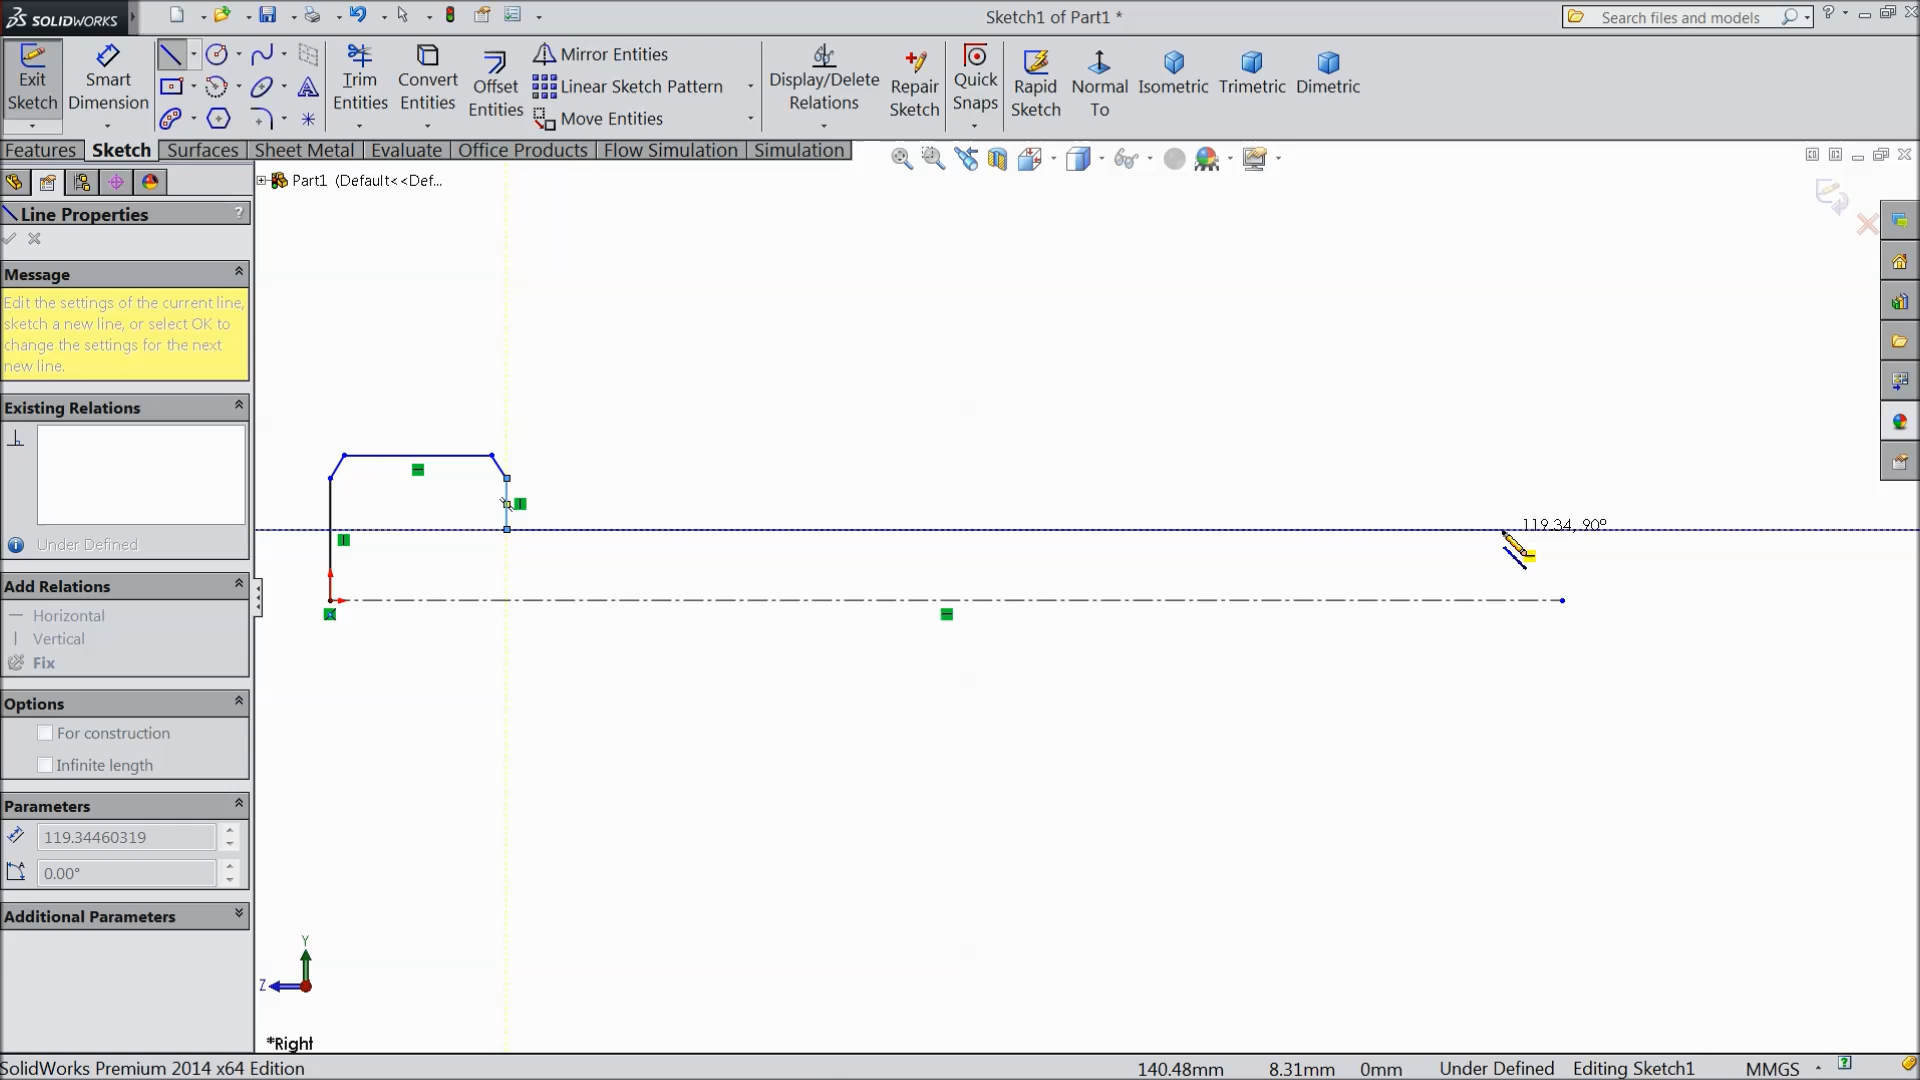 SOLIDWORKS
Sketch1 of Part1 *
Search files and models
?
Exit Sketch
Smart Dimension
Trim Entities
Convert Entities
Offset Entities
Mirror Entities
Linear Sketch Pattern
Move Entities
Display/Delete Relations
Repair Sketch
Quick Snaps
Rapid Sketch
Normal To
Isometric
Trimetric
Dimetric
Features
Sketch
Surfaces
Sheet Metal
Evaluate
Office Products
Flow Simulation
Simulation
Part1 (Default<<Def...
Line Properties
?
Message
Edit the settings of the current line,
sketch a new line, or select OK to
change the settings for the next
new line.
Existing Relations
Under Defined
Add Relations
Horizontal
Vertical
Fix
Options
For construction
Infinite length
Parameters
119.34460319
0.00°
Additional Parameters
119.34, 90°
Y
Z
*Right
SolidWorks Premium 2014 x64 Edition
140.48mm
8.31mm
0mm
Under Defined
Editing Sketch1
MMGS
?